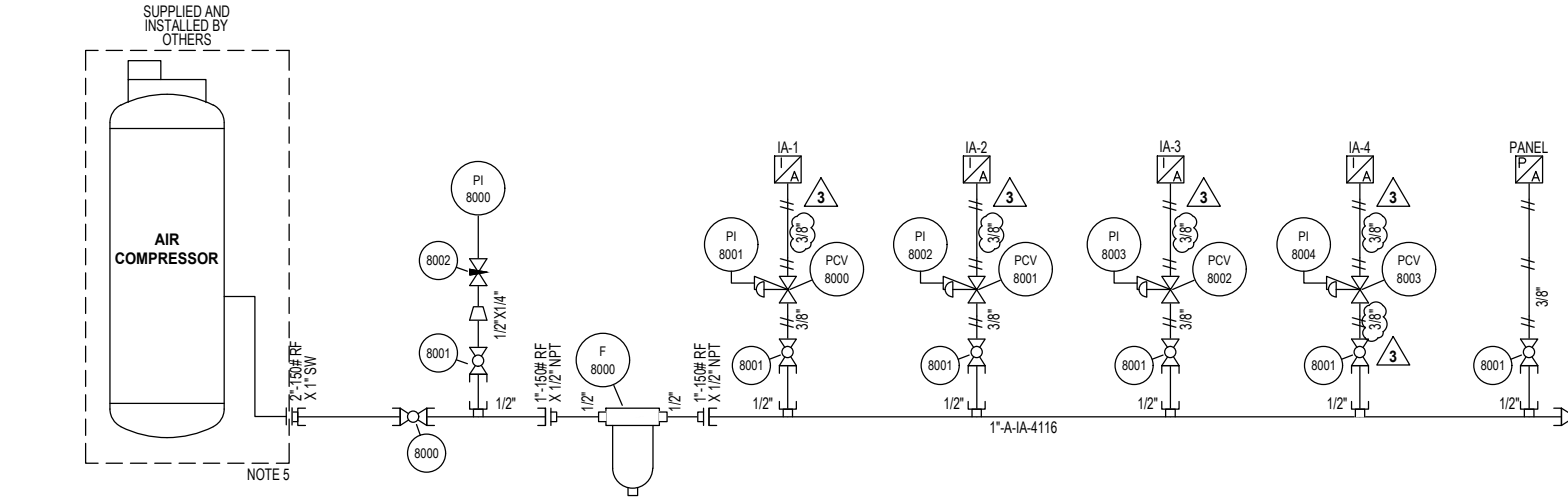 SUPPLIED AND
INSTALLED BY
OTHERS
AIR
COMPRESSOR
NOTE 5
2"-150# RF
X 1" SW
8000
PI
8000
8002
1/2"X1/4"
8001
1/2"
1"-150# RF
X 1/2" NPT
1/2"
F
8000
1/2"
1"-150# RF
X 1/2" NPT
IA-1
I
A
3
3/8"
PI
8001
PCV
8000
3/8"
8001
1/2"
IA-2
I
A
3
3/8"
PI
8002
PCV
8001
3/8"
8001
1/2"
IA-3
I
A
3
3/8"
PI
8003
PCV
8002
3/8"
8001
1/2"
IA-4
I
A
3
3/8"
PI
8004
PCV
8003
3/8"
8001
3
1/2"
PANEL
P
A
3/8"
8001
1/2"
1"-A-IA-4116